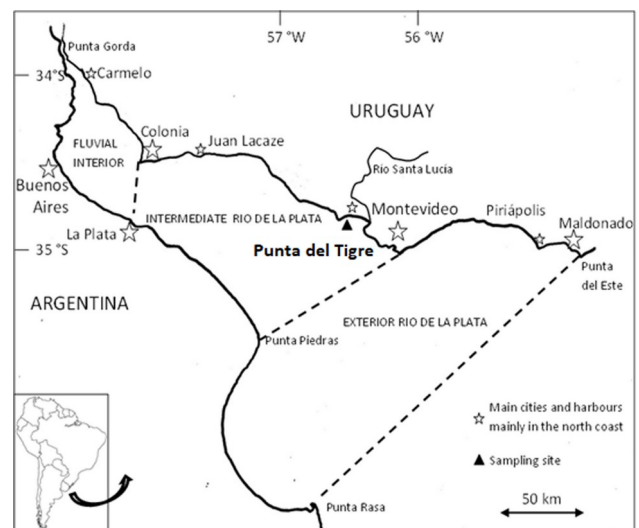 57 °W
56 °W
Punta Gorda
34°S
Carmelo
URUGUAY
Colonia
Juan Lacaze
FLUVIAL
INTERIOR
Río Santa Lucía
Buenos
Aires
INTERMEDIATE RIO DE LA PLATA
Montevideo
Piriápolis
Maldonado
La Plata
35 °S
Punta del Tigre
Punta
del Este
ARGENTINA
EXTERIOR RIO DE LA PLATA
Punta Piedras
Main cities and harbours
mainly in the north coast
Sampling site
50 km
Punta Rasa